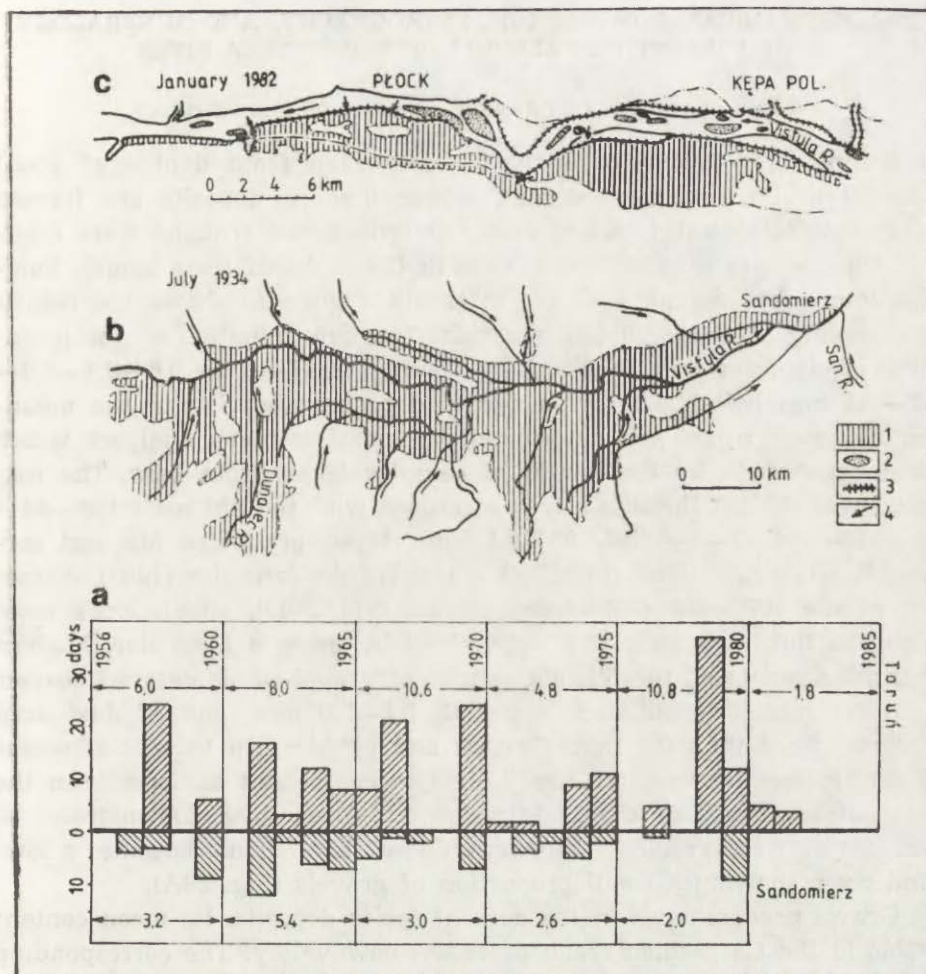 c January 1982 PŁOCK KĘPA POL.
Vistula R.
0 2 4 6 km
July 1934
b Sandomierz
Vistula R.
San R.
Dunajec R.
1
2
3
4
0 10 km
a
30 days 1956 1960 1965 1970 1975 1980 1985 Toruń
6,0 8,0 10,6 4,8 10,8 1,8
20
10
0
10 Sandomierz
3,2 5,4 3,0 2,6 2,0